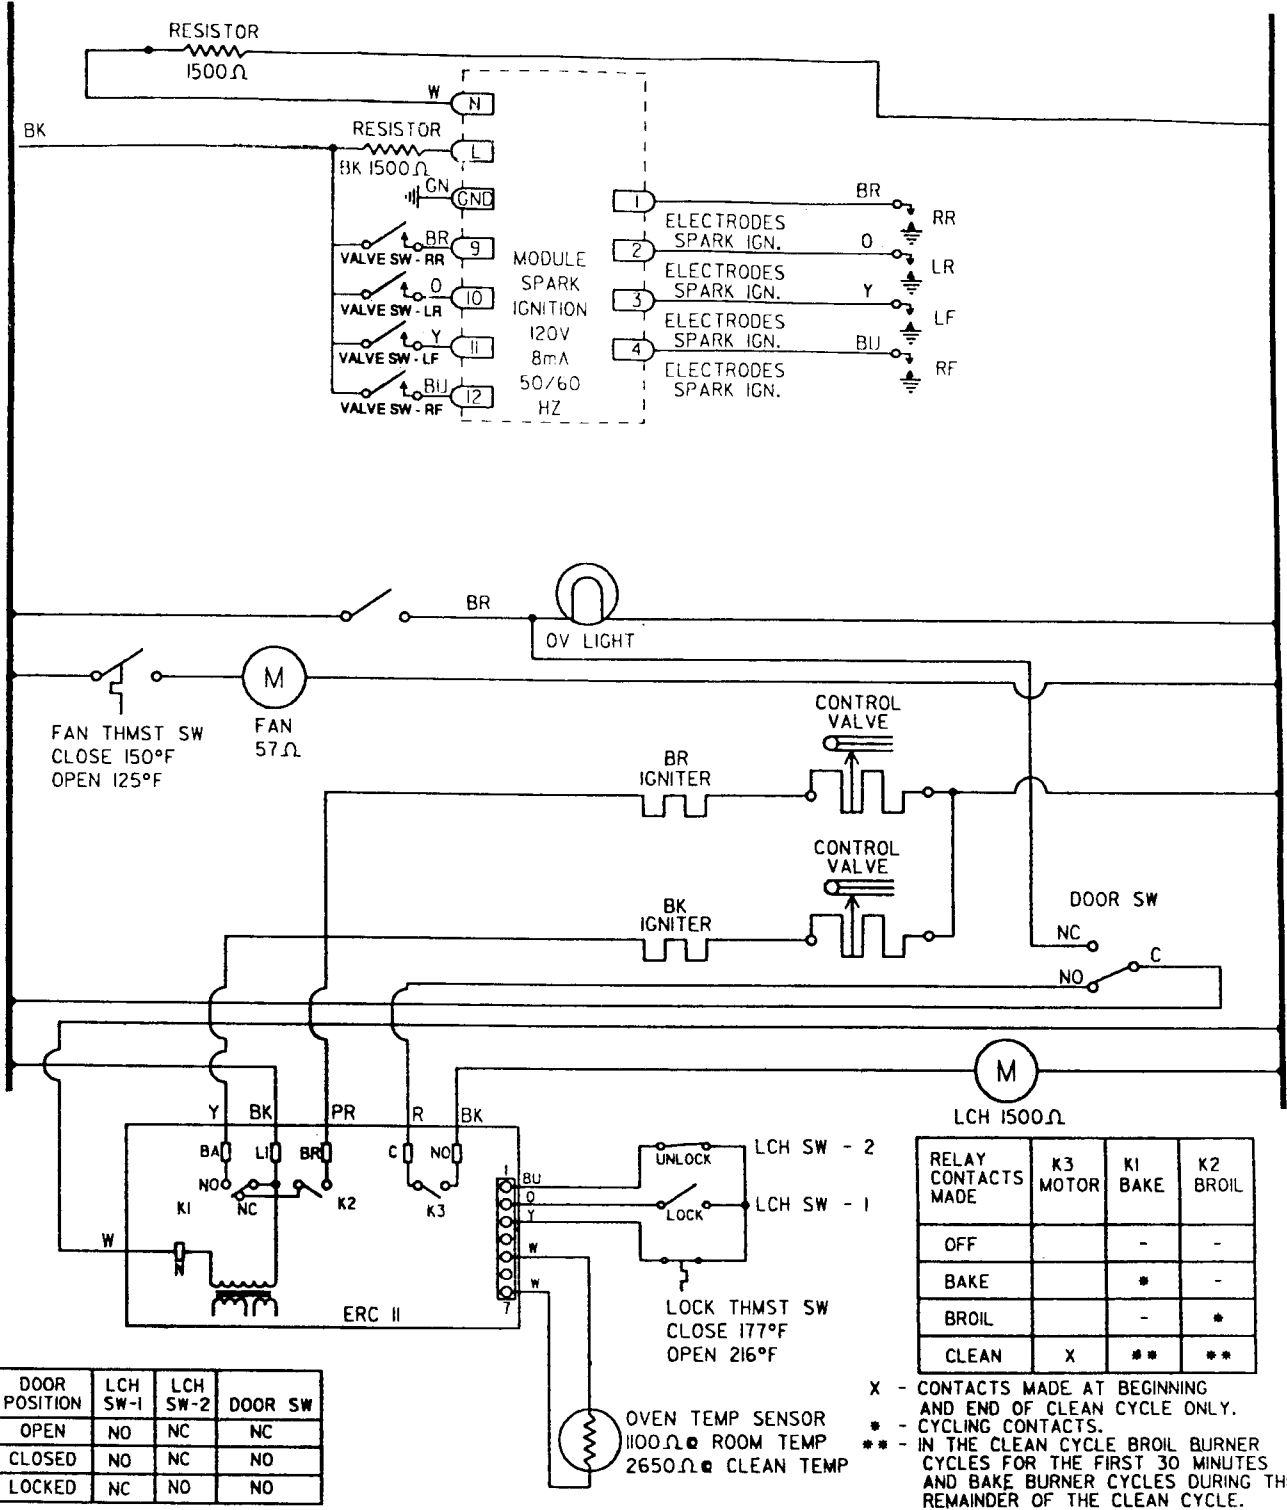 RESISTOR
1500Ω
W
N
BK
RESISTOR
L
BK 1500Ω
GN
GND
1
BR
RR
ELECTRODES
SPARK IGN.
BR
9
VALVE SW - RR
2
O
LR
ELECTRODES
SPARK IGN.
O
10
VALVE SW - LR
3
Y
LF
ELECTRODES
SPARK IGN.
Y
11
VALVE SW - LF
4
BU
RF
ELECTRODES
SPARK IGN.
BU
12
VALVE SW - RF
MODULE
SPARK
IGNITION
120V
8mA
50/60
HZ
BR
OV LIGHT
M
FAN
57Ω
FAN THMST SW
CLOSE 150°F
OPEN 125°F
CONTROL
VALVE
BR
IGNITER
CONTROL
VALVE
BK
IGNITER
DOOR SW
NC
C
NO
M
LCH 1500Ω
Y
BK
PR
R
BK
BA
L1
BR
C
NO
NO
K1
NC
K2
K3
W
N
ERC II
1
BU
O
Y
W
W
7
UNLOCK
LCH SW - 2
LOCK
LCH SW - 1
LOCK THMST SW
CLOSE 177°F
OPEN 216°F
OVEN TEMP SENSOR
1100Ω@ ROOM TEMP
2650Ω@ CLEAN TEMP
RELAY CONTACTS MADE K3 MOTOR K1 BAKE K2 BROIL
OFF - -
BAKE * -
BROIL - *
CLEAN X ** **
X - CONTACTS MADE AT BEGINNING
AND END OF CLEAN CYCLE ONLY.
* - CYCLING CONTACTS.
** - IN THE CLEAN CYCLE BROIL BURNER
CYCLES FOR THE FIRST 30 MINUTES
AND BAKE BURNER CYCLES DURING TH
REMAINDER OF THE CLEAN CYCLE.
DOOR POSITION LCH SW-1 LCH SW-2 DOOR SW
OPEN NO NC NC
CLOSED NO NC NO
LOCKED NC NO NO